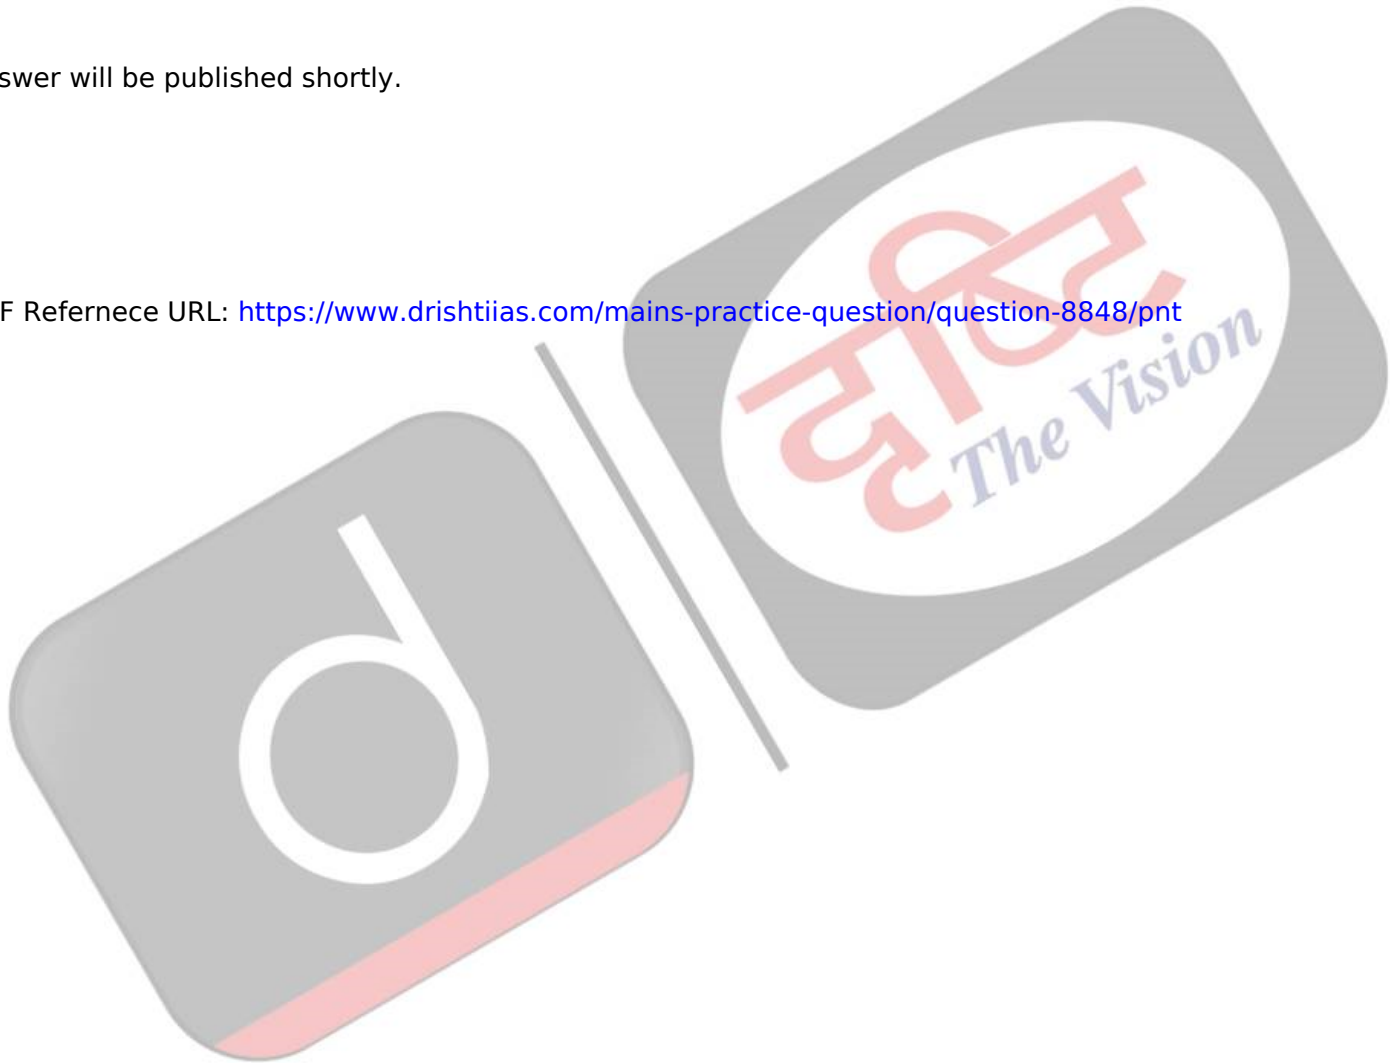 swer will be published shortly.
F Refernece URL: https://www.drishtiias.com/mains-practice-question/question-8848/pnt
दृष्टि
The Vision
d